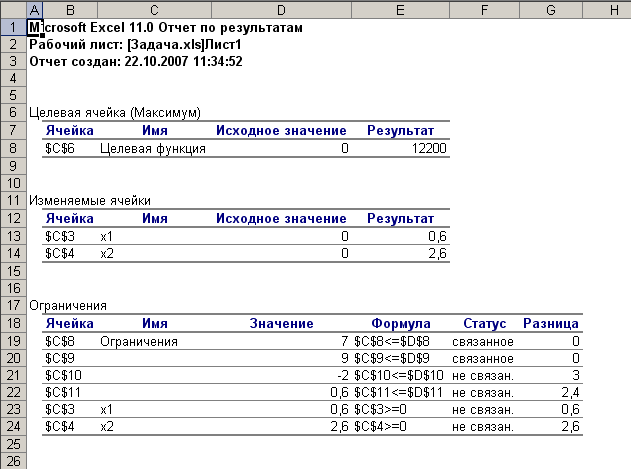 A B C D E F G H
1 Microsoft Excel 11.0 Отчет по результатам
2 Рабочий лист: [Задача.xls]Лист1
3 Отчет создан: 22.10.2007 11:34:52
4
5
6 Целевая ячейка (Максимум)
7 Ячейка Имя Исходное значение Результат
8 $C$6 Целевая функция 0 12200
9
10
11 Изменяемые ячейки
12 Ячейка Имя Исходное значение Результат
13 $C$3 x1 0 0,6
14 $C$4 x2 0 2,6
15
16
17 Ограничения
18 Ячейка Имя Значение Формула Статус Разница
19 $C$8 Ограничения 7 $C$8<=$D$8 связанное 0
20 $C$9 9 $C$9<=$D$9 связанное 0
21 $C$10 -2 $C$10<=$D$10 не связан. 3
22 $C$11 0,6 $C$11<=$D$11 не связан. 2,4
23 $C$3 x1 0,6 $C$3>=0 не связан. 0,6
24 $C$4 x2 2,6 $C$4>=0 не связан. 2,6
25
26